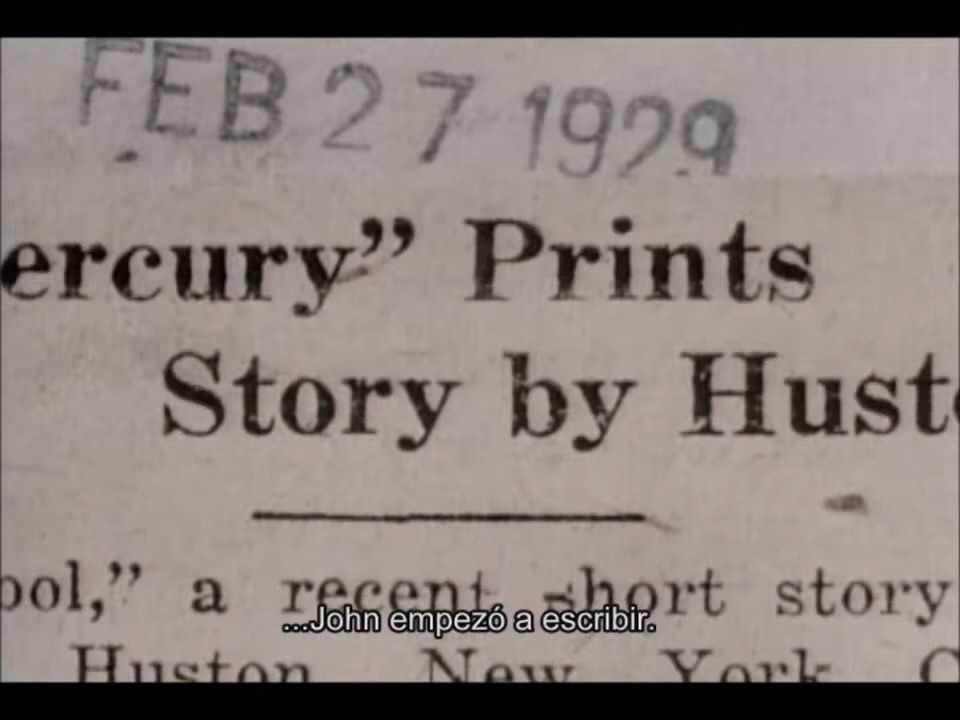 FEB 27 1929
ercury” Prints
Story by Husto
ool,” a recent short story
...John empezó a escribir.
Huston New York C